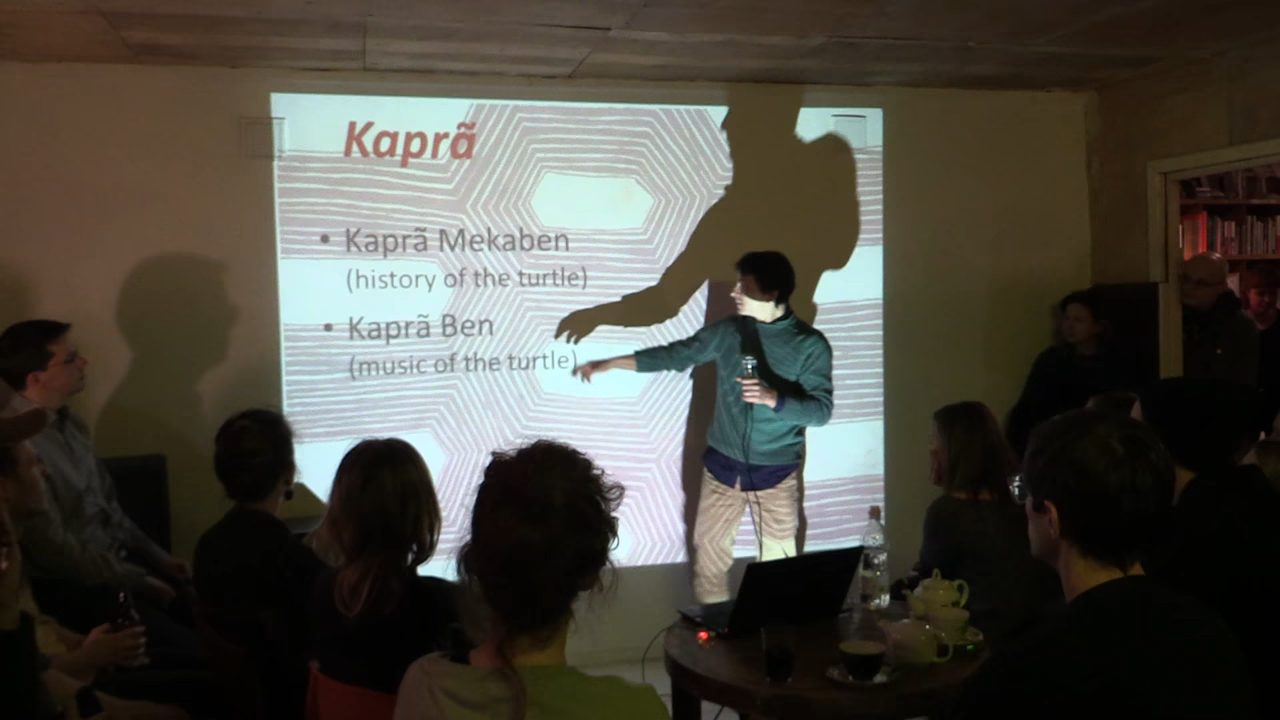 Kaprã
• Kaprã Mekaben
(history of the turtle)
• Kaprã Ben
(music of the turtle)